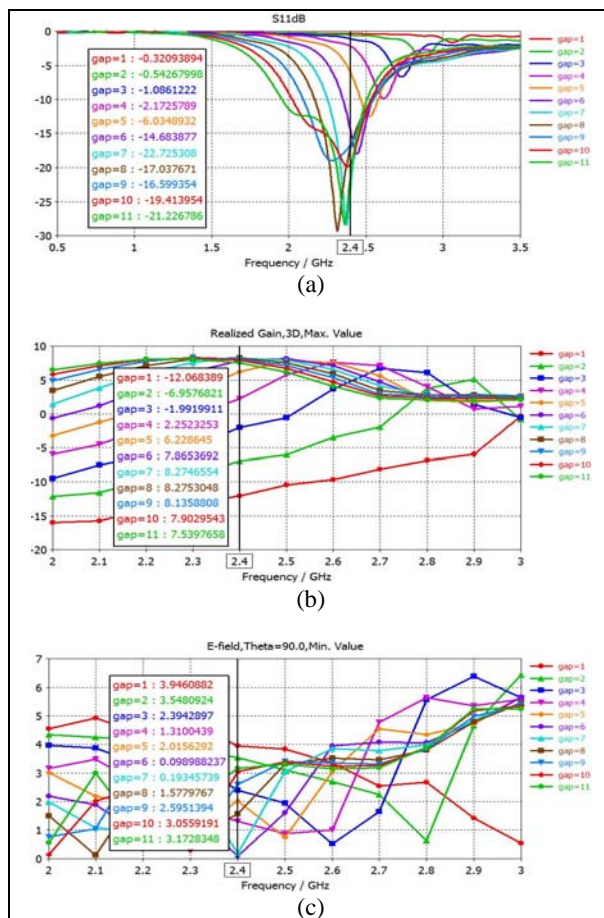 S11dB
0
-5
-10
-15
-20
-25
-30
gap=1 : -0.32093894
gap=2 : -0.54267998
gap=3 : -1.0861222
gap=4 : -2.1725789
gap=5 : -6.0348932
gap=6 : -14.683877
gap=7 : -22.725308
gap=8 : -17.037671
gap=9 : -16.599354
gap=10 : -19.413954
gap=11 : -21.226786
gap=1
gap=2
gap=3
gap=4
gap=5
gap=6
gap=7
gap=8
gap=9
gap=10
gap=11
0.5 1 1.5 2 2.4 2.5 3 3.5
Frequency / GHz
(a)
Realized Gain,3D,Max. Value
10
5
0
-5
-10
-15
-20
gap=1 : -12.068389
gap=2 : -6.9576821
gap=3 : -1.9919911
gap=4 : 2.2523253
gap=5 : 6.228645
gap=6 : 7.8653692
gap=7 : 8.2746554
gap=8 : 8.2753048
gap=9 : 8.1358808
gap=10 : 7.9029543
gap=11 : 7.5397658
gap=1
gap=2
gap=3
gap=4
gap=5
gap=6
gap=7
gap=8
gap=9
gap=10
gap=11
2 2.1 2.2 2.3 2.4 2.5 2.6 2.7 2.8 2.9 3
Frequency / GHz
(b)
E-field,Theta=90.0,Min. Value
7
6
5
4
3
2
1
0
gap=1 : 3.9460882
gap=2 : 3.5480924
gap=3 : 2.3942897
gap=4 : 1.3100439
gap=5 : 2.0156292
gap=6 : 0.098988237
gap=7 : 0.19345739
gap=8 : 1.5779767
gap=9 : 2.5951394
gap=10 : 3.0559191
gap=11 : 3.1728348
gap=1
gap=2
gap=3
gap=4
gap=5
gap=6
gap=7
gap=8
gap=9
gap=10
gap=11
2 2.1 2.2 2.3 2.4 2.5 2.6 2.7 2.8 2.9 3
Frequency / GHz
(c)